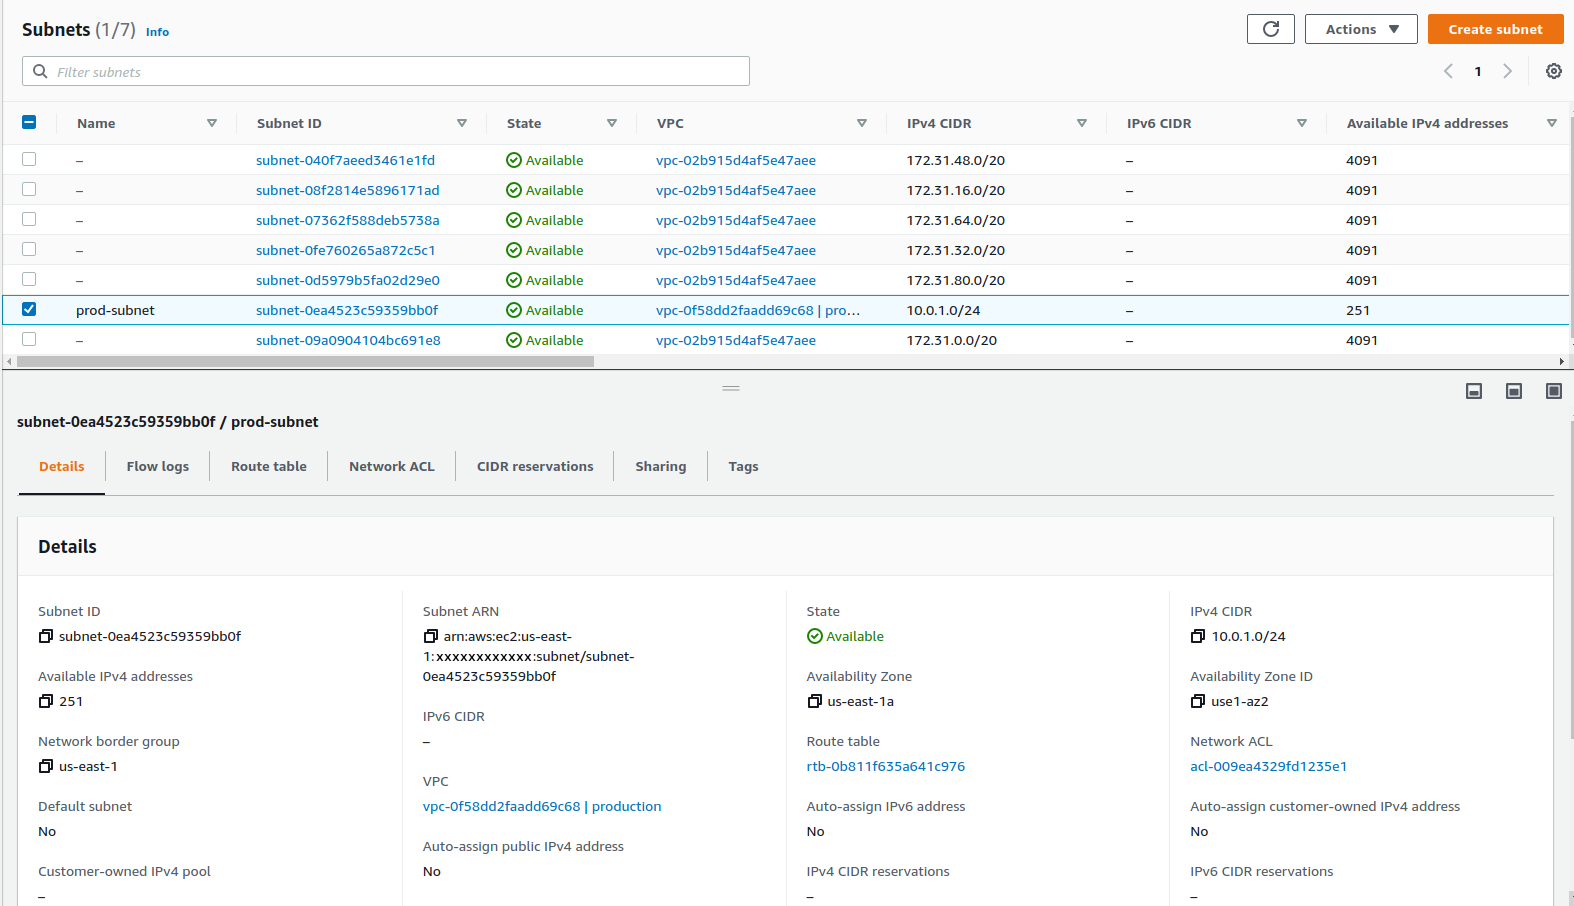 Subnets (1/7) Info
Actions
Create subnet
Filter subnets
1
Name Subnet ID State VPC IPv4 CIDR IPv6 CIDR Available IPv4 addresses
– subnet-040f7aeed3461e1fd Available vpc-02b915d4af5e47aee 172.31.48.0/20 – 4091
– subnet-08f2814e5896171ad Available vpc-02b915d4af5e47aee 172.31.16.0/20 – 4091
– subnet-07362f588deb5738a Available vpc-02b915d4af5e47aee 172.31.64.0/20 – 4091
– subnet-0fe760265a872c5c1 Available vpc-02b915d4af5e47aee 172.31.32.0/20 – 4091
– subnet-0d5979b5fa02d29e0 Available vpc-02b915d4af5e47aee 172.31.80.0/20 – 4091
prod-subnet subnet-0ea4523c59359bb0f Available vpc-0f58dd2faadd69c68 | pro... 10.0.1.0/24 – 251
– subnet-09a0904104bc691e8 Available vpc-02b915d4af5e47aee 172.31.0.0/20 – 4091
subnet-0ea4523c59359bb0f / prod-subnet
Details Flow logs Route table Network ACL CIDR reservations Sharing Tags
Details
Subnet ID
subnet-0ea4523c59359bb0f
Available IPv4 addresses
251
Network border group
us-east-1
Default subnet
No
Customer-owned IPv4 pool
–
Subnet ARN
arn:aws:ec2:us-east-
1:xxxxxxxxxxxx:subnet/subnet-
0ea4523c59359bb0f
IPv6 CIDR
–
VPC
vpc-0f58dd2faadd69c68 | production
Auto-assign public IPv4 address
No
State
Available
Availability Zone
us-east-1a
Route table
rtb-0b811f635a641c976
Auto-assign IPv6 address
No
IPv4 CIDR reservations
–
IPv4 CIDR
10.0.1.0/24
Availability Zone ID
use1-az2
Network ACL
acl-009ea4329fd1235e1
Auto-assign customer-owned IPv4 address
No
IPv6 CIDR reservations
–